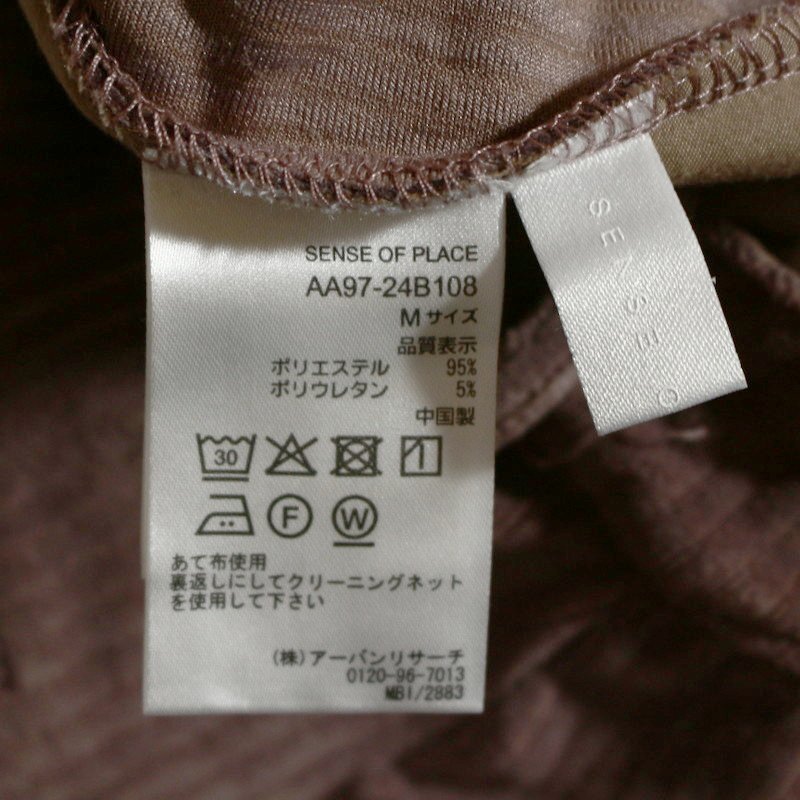 SENSE OF PLACE
AA97-24B108
Mサイズ
品質表示
ポリエステル 95%
ポリウレタン 5%
中国製
30
F W
あて布使用
裏返しにしてクリーニングネット
を使用して下さい
(株)アーバンリサーチ
0120-96-7013
MBI/2883
SENSE